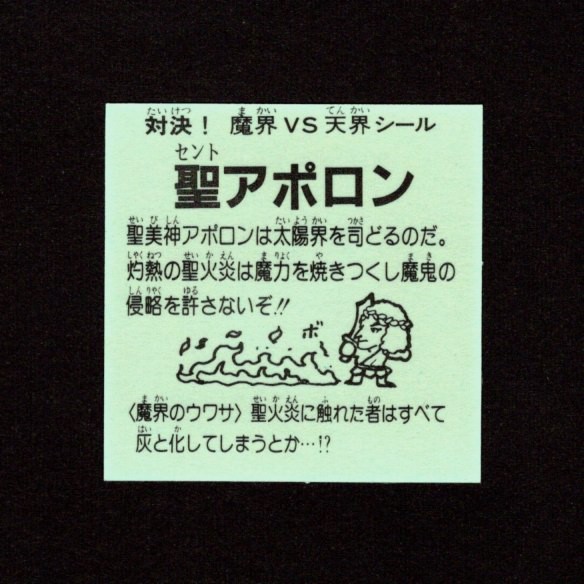 対決！ 魔界VS天界シール
聖アポロン
聖美神アポロンは太陽界を司どるのだ。
灼熱の聖火炎は魔力を焼きつくし魔鬼の
侵略を許さないぞ!!
ボ
〈魔界のウワサ〉聖火炎に触れた者はすべて
灰と化してしまうとか…!?